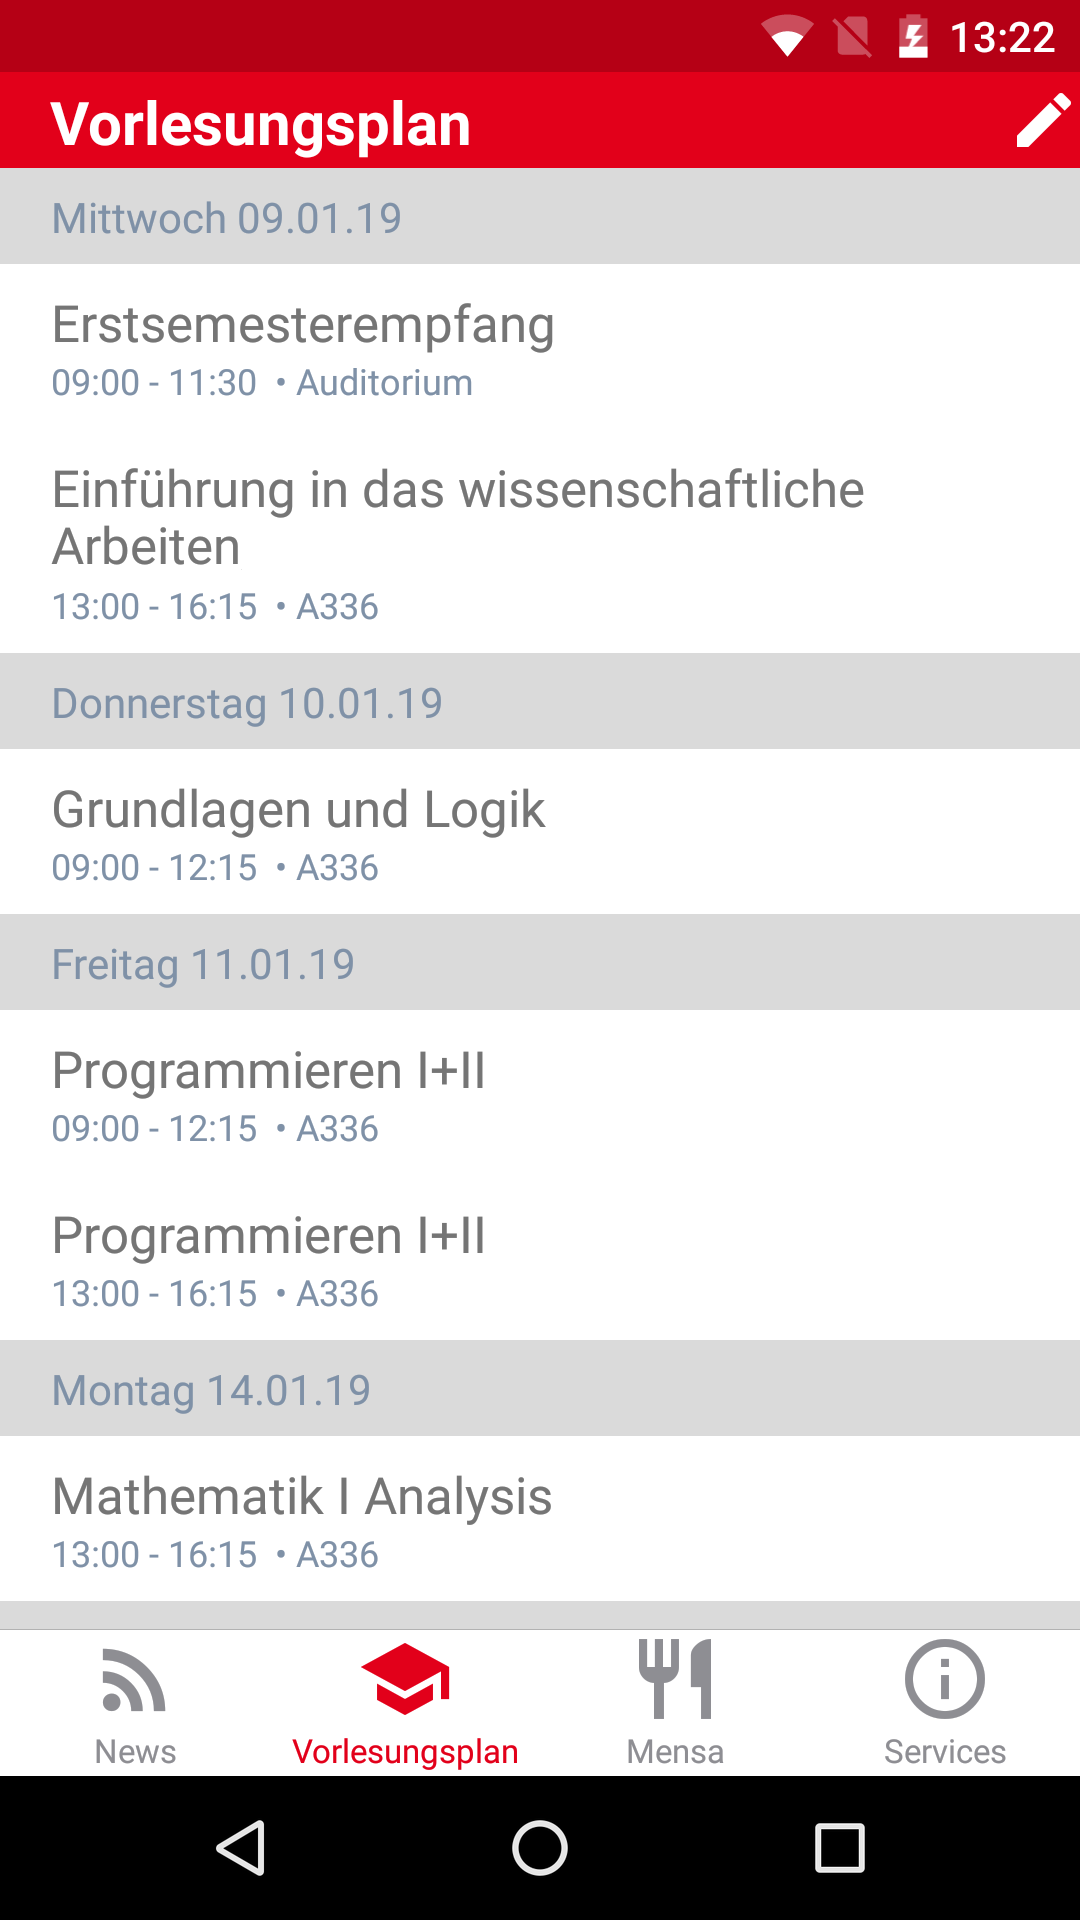 13:22
Vorlesungsplan
Mittwoch 09.01.19
Erstsemesterempfang
09:00 - 11:30 • Auditorium
Einführung in das wissenschaftliche
Arbeiten
13:00 - 16:15 • A336
Donnerstag 10.01.19
Grundlagen und Logik
09:00 - 12:15 • A336
Freitag 11.01.19
Programmieren I+II
09:00 - 12:15 • A336
Programmieren I+II
13:00 - 16:15 • A336
Montag 14.01.19
Mathematik I Analysis
13:00 - 16:15 • A336
News Vorlesungsplan Mensa Services